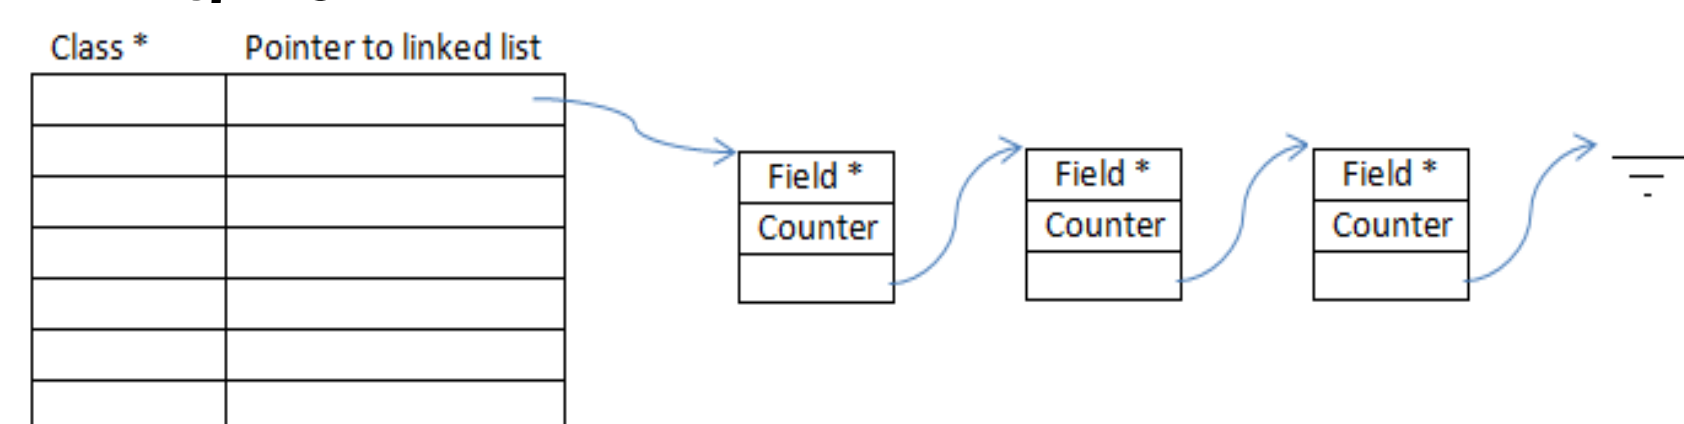 Class *
Pointer to linked list
Field *
Counter
Field *
Counter
Field *
Counter